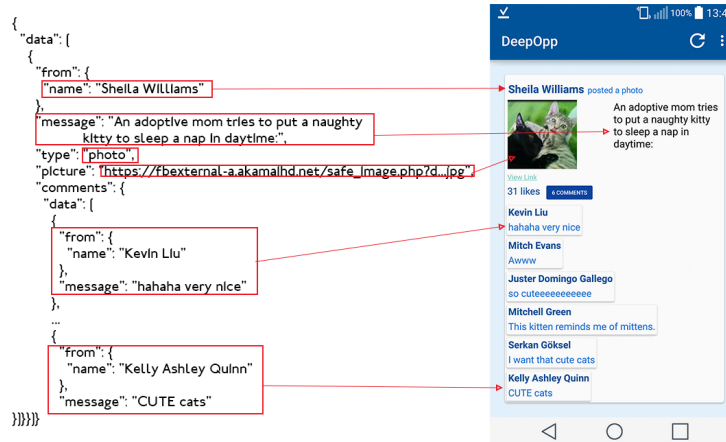 {
"data": [
{
"from": {
"name": "Sheila Williams"
},
"message": "An adoptive mom tries to put a naughty
kitty to sleep a nap in daytime:",
"type": "photo",
"picture": "https://fbexternal-a.akamaihd.net/safe_image.php?d...jpg",
"comments": {
"data": [
{
"from": {
"name": "Kevin Liu"
},
"message": "hahaha very nice"
},
...
{
"from": {
"name": "Kelly Ashley Quinn"
},
"message": "CUTE cats"
}]}}]}
100% 13:4
DeepOpp
Sheila Williams posted a photo
An adoptive mom tries
to put a naughty kitty
to sleep a nap in
daytime:
View Link
31 likes 6 COMMENTS
Kevin Liu
hahaha very nice
Mitch Evans
Awww
Juster Domingo Gallego
so cuteeeeeeeeeee
Mitchell Green
This kitten reminds me of mittens.
Serkan Göksel
I want that cute cats
Kelly Ashley Quinn
CUTE cats